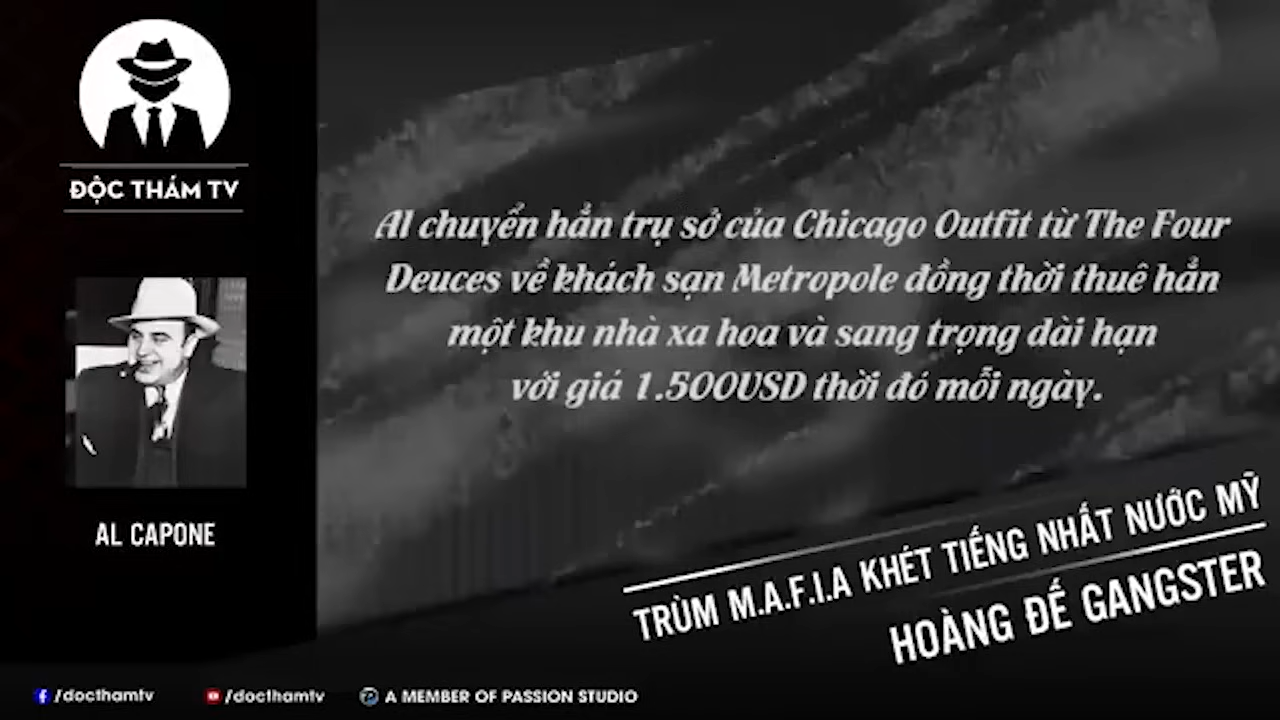 ĐỘC THÁM TV
AL CAPONE
Al chuyển hẳn trụ sở của Chicago Outfit từ The Four
Deuces về khách sạn Metropole đồng thời thuê hẳn
một khu nhà xa hoa và sang trọng dài hạn
với giá 1.500USD thời đó mỗi ngày.
TRÙM M.A.F.I.A KHÉT TIẾNG NHẤT NƯỚC MỸ
HOÀNG ĐẾ GANGSTER
/docthamtv
/docthamtv
A MEMBER OF PASSION STUDIO